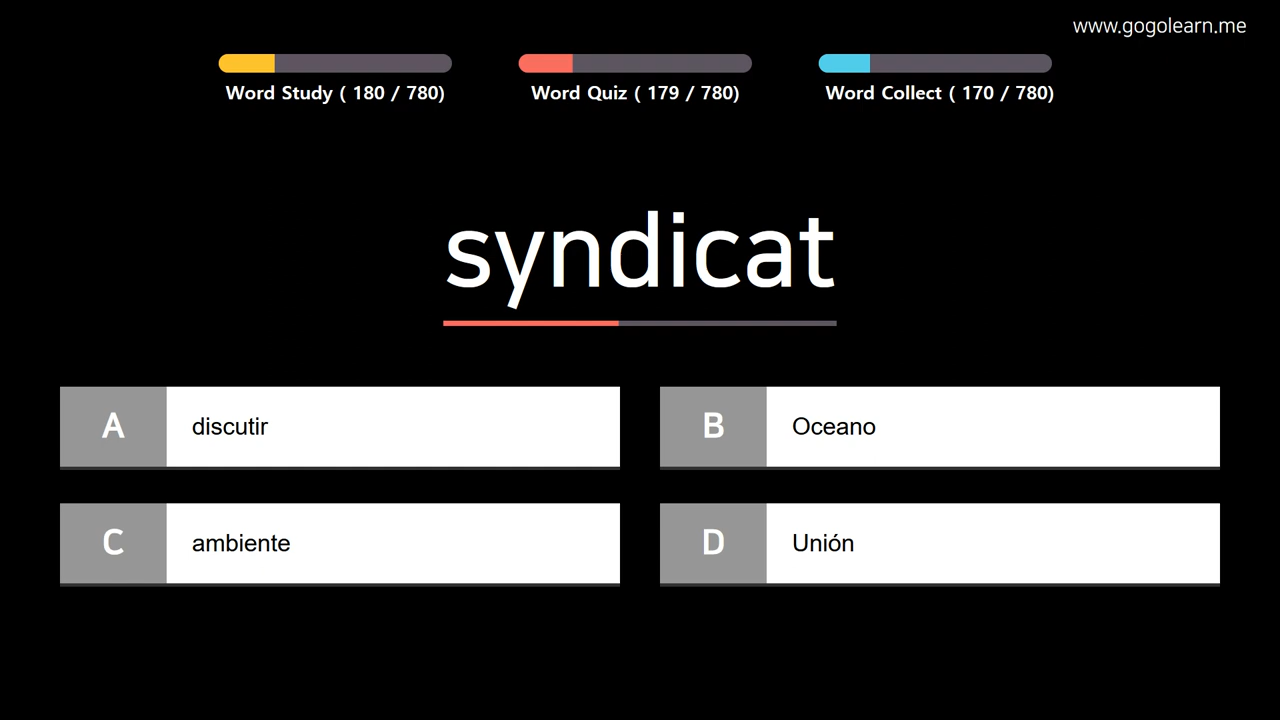 www.gogolearn.me
Word Study ( 180 / 780)
Word Quiz ( 179 / 780)
Word Collect ( 170 / 780)
syndicat
A discutir
B Oceano
C ambiente
D Unión